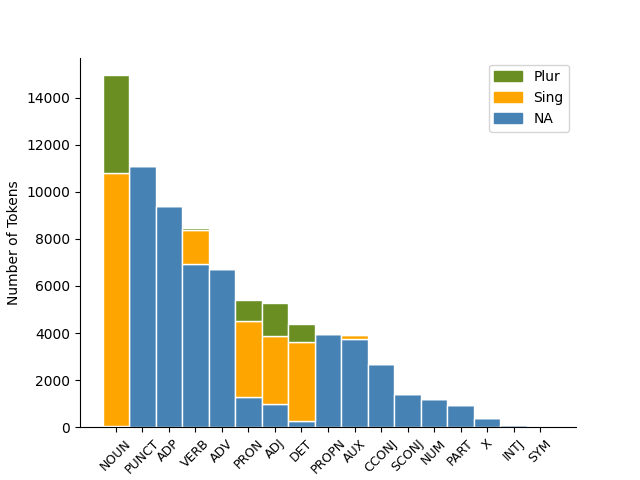 Plur
Sing
NA
Number of Tokens
14000
12000
10000
8000
6000
4000
2000
0
NOUN
PUNCT
ADP
VERB
ADV
PRON
ADJ
DET
PROPN
AUX
CCONJ
SCONJ
NUM
PART
X
INTJ
SYM